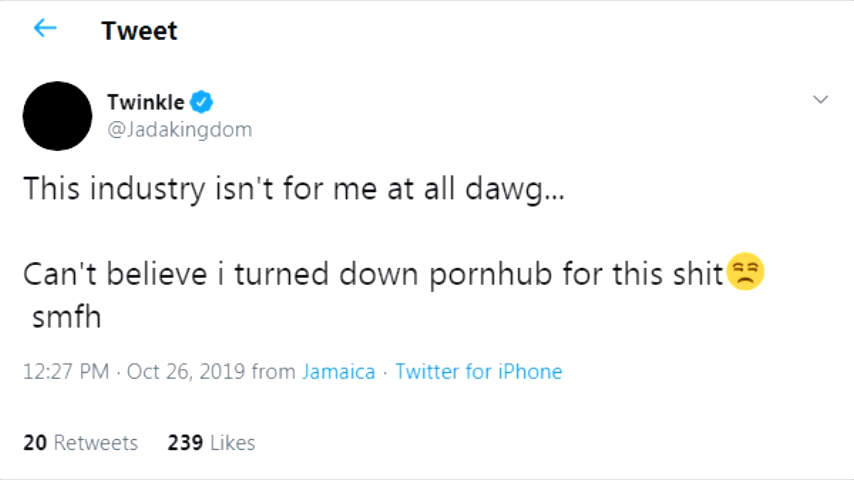 Tweet
Twinkle
@Jadakingdom
This industry isn't for me at all dawg...
Can't believe i turned down pornhub for this shit😒
smfh
12:27 PM · Oct 26, 2019 from Jamaica · Twitter for iPhone
20 Retweets 239 Likes